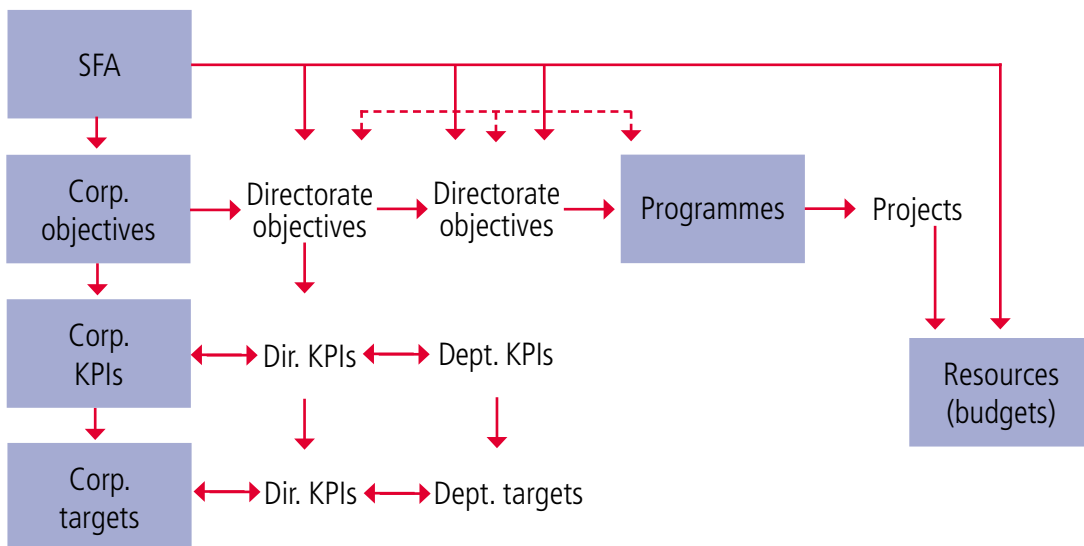 SFA
Corp.
objectives
Directorate
objectives
Directorate
objectives
Programmes
Projects
Corp.
KPIs
Dir. KPIs
Dept. KPIs
Resources
(budgets)
Corp.
targets
Dir. KPIs
Dept. targets